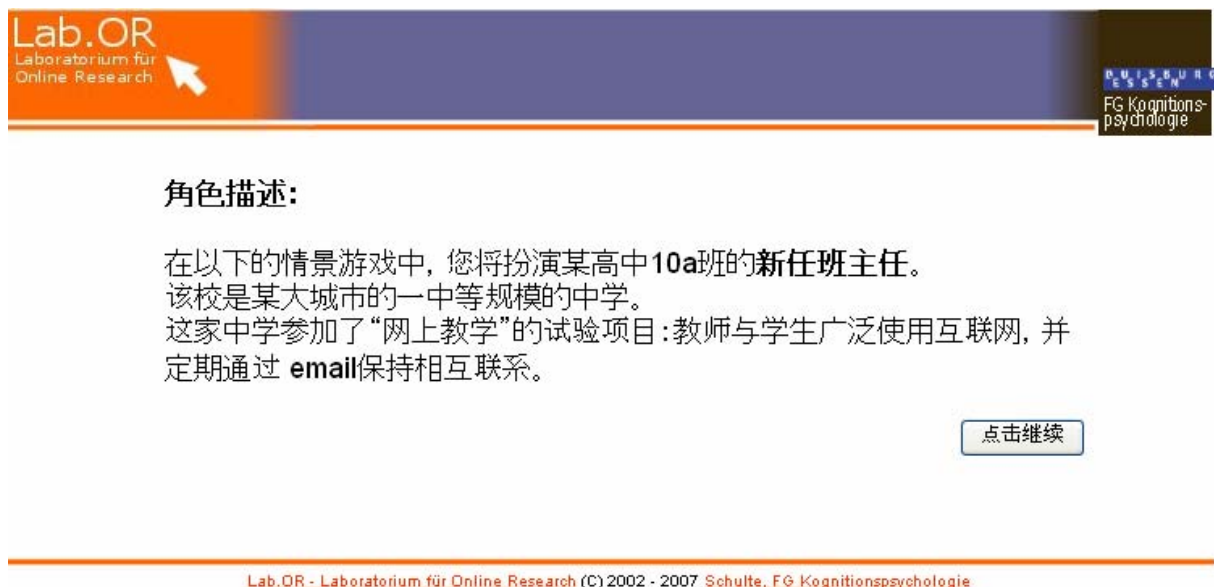 Lab.OR
Laboratorium für
Online Research
DUISBURG
ESSEN
FG Kognitions-
psychologie
角色描述:
在以下的情景游戏中, 您将扮演某高中10a班的新任班主任。
该校是某大城市的一中等规模的中学。
这家中学参加了“网上教学”的试验项目:教师与学生广泛使用互联网, 并
定期通过 email保持相互联系。
点击继续
Lab.OR - Laboratorium für Online Research (C) 2002 - 2007 Schulte, FG Kognitionspsychologie